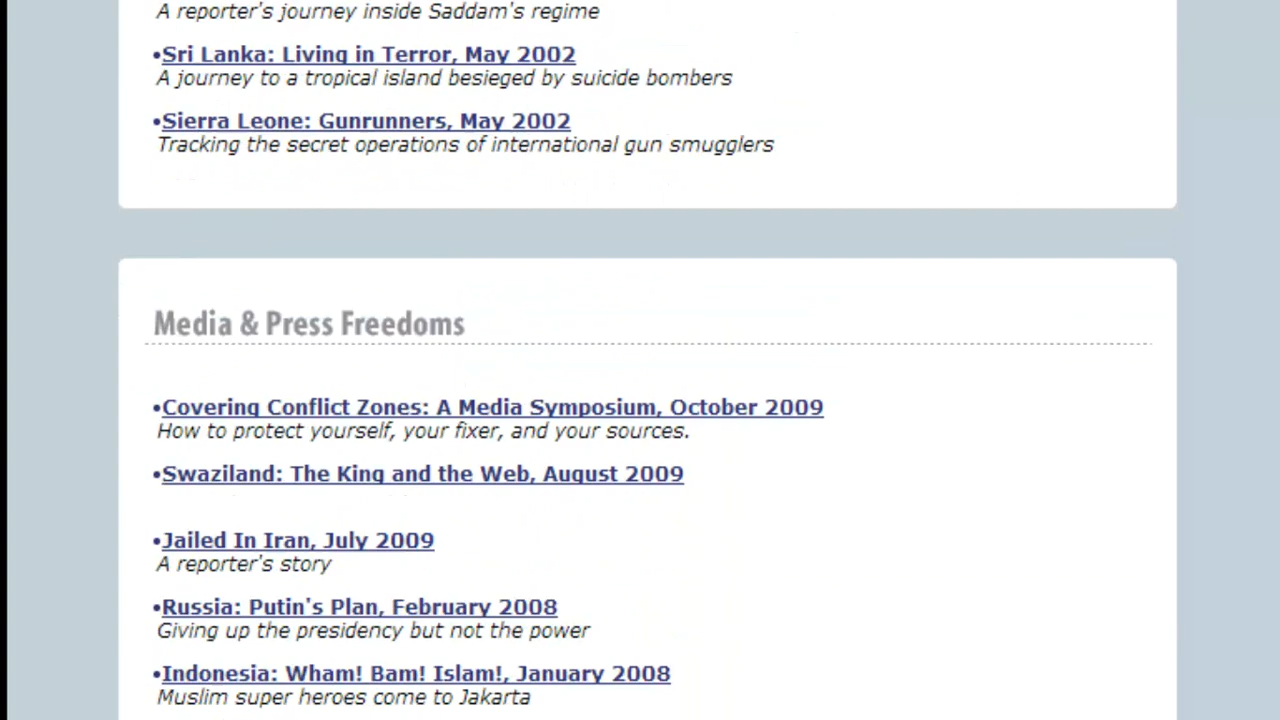 A reporter's journey inside Saddam's regime
•Sri Lanka: Living in Terror, May 2002
A journey to a tropical island besieged by suicide bombers
•Sierra Leone: Gunrunners, May 2002
Tracking the secret operations of international gun smugglers
Media & Press Freedoms
•Covering Conflict Zones: A Media Symposium, October 2009
How to protect yourself, your fixer, and your sources.
•Swaziland: The King and the Web, August 2009
•Jailed In Iran, July 2009
A reporter's story
•Russia: Putin's Plan, February 2008
Giving up the presidency but not the power
•Indonesia: Wham! Bam! Islam!, January 2008
Muslim super heroes come to Jakarta